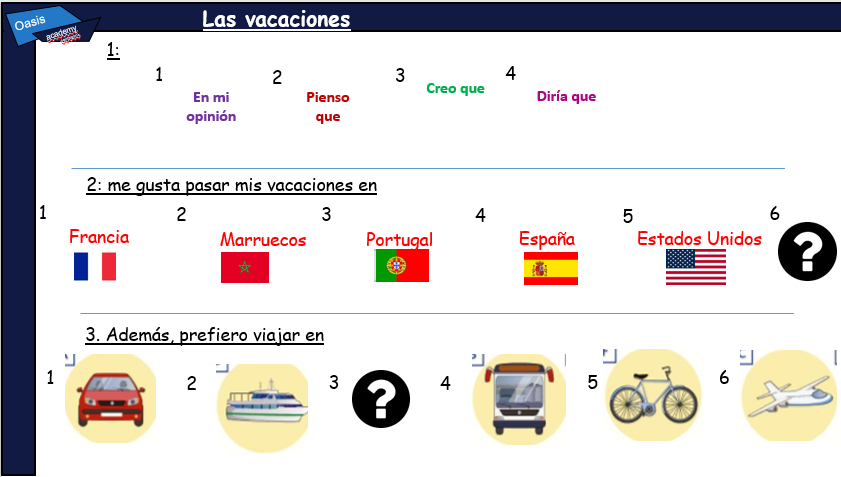 Oasis
academy
Las vacaciones
1:
1 2 3 4
En mi
opinión
Pienso
que
Creo que
Diría que
2: me gusta pasar mis vacaciones en
1 2 3 4 5 6
Francia Marruecos Portugal España Estados Unidos
?
3. Además, prefiero viajar en
1 2 3 ? 4 5 6